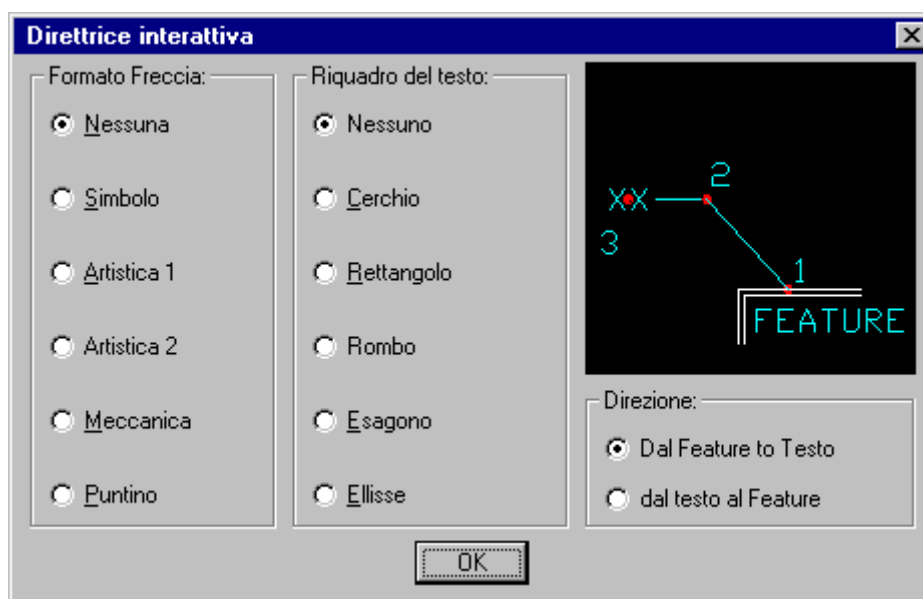 Direttrice interattiva
Formato Freccia:
Nessuna
Simbolo
Artistica 1
Artistica 2
Meccanica
Puntino
Riquadro del testo:
Nessuno
Cerchio
Rettangolo
Rombo
Esagono
Ellisse
2
XX
3
1
FEATURE
Direzione:
Dal Feature to Testo
dal testo al Feature
OK